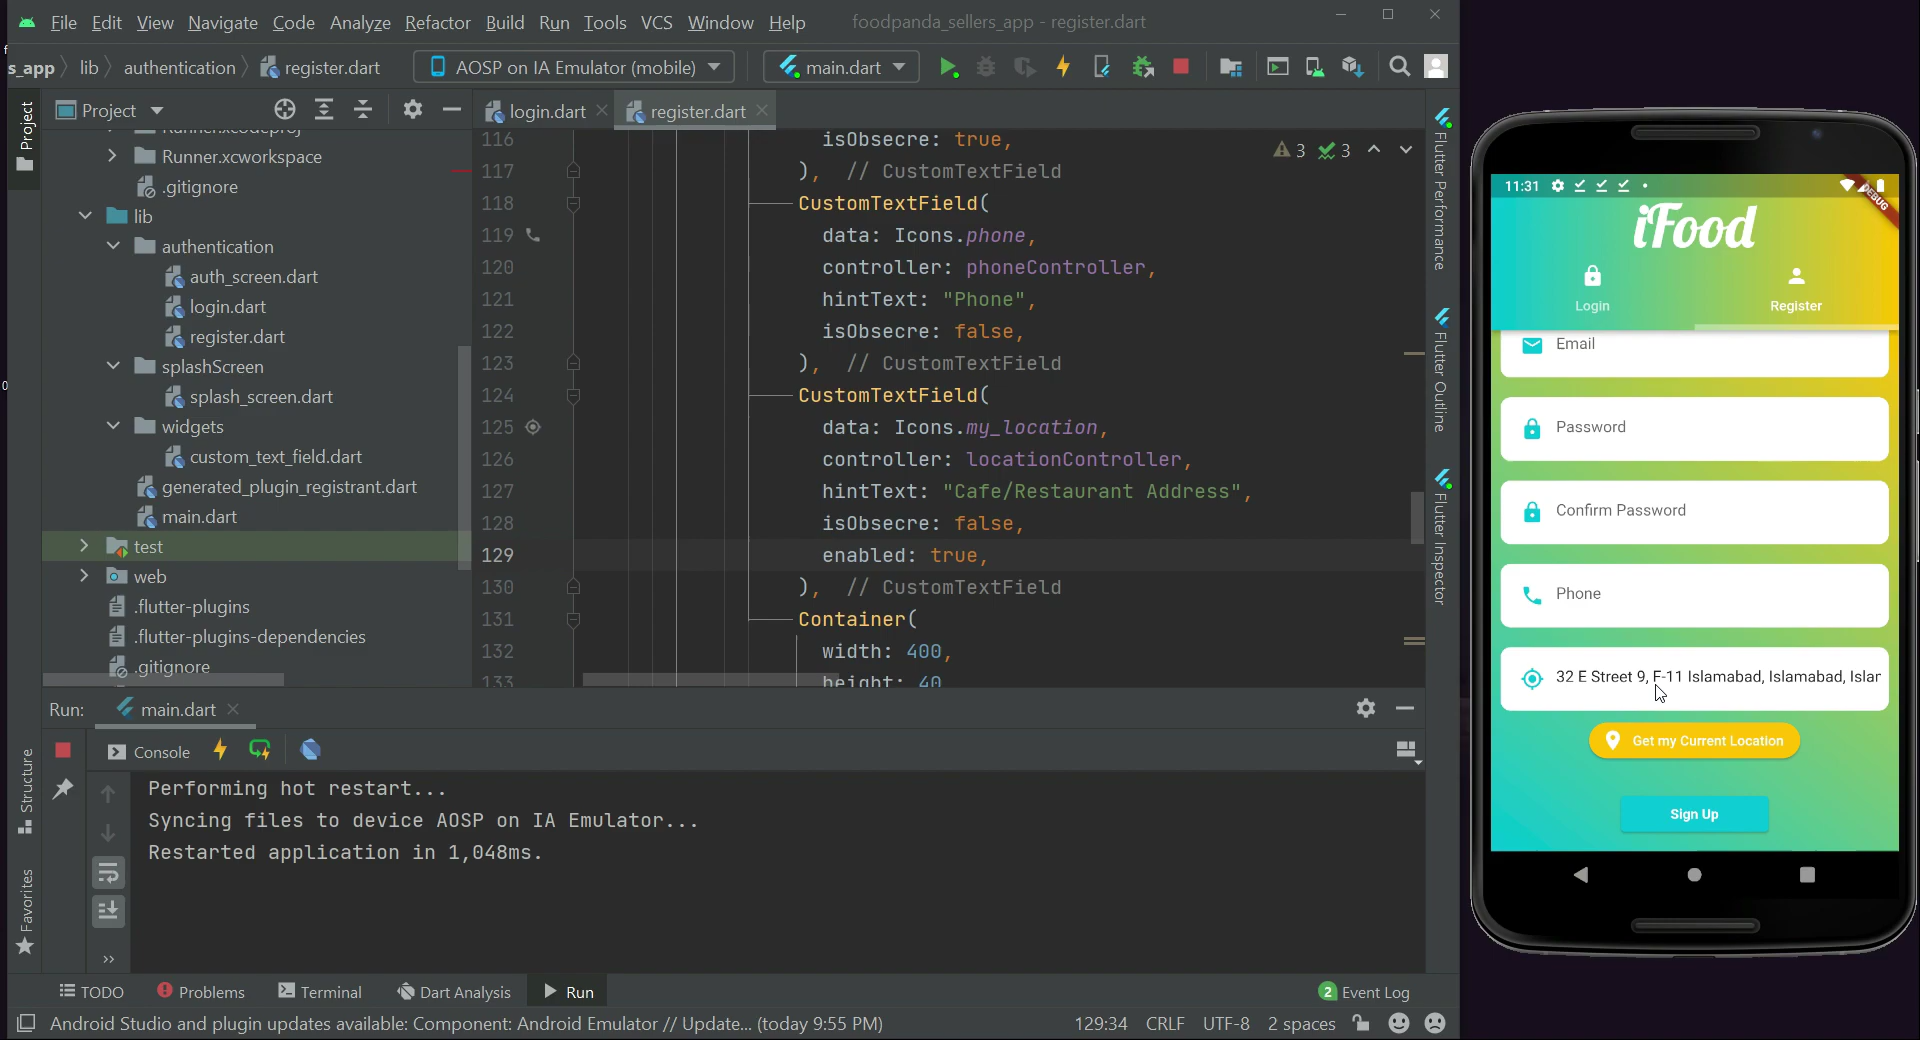 File Edit View Navigate Code Analyze Refactor Build Run Tools VCS Window Help foodpanda_sellers_app - register.dart
s_app lib authentication register.dart AOSP on IA Emulator (mobile) main.dart
Project
Project
login.dart
register.dart
Runner.xcodeproj
Runner.xcworkspace
.gitignore
lib
authentication
auth_screen.dart
login.dart
register.dart
splashScreen
splash_screen.dart
widgets
custom_text_field.dart
generated_plugin_registrant.dart
main.dart
test
web
.flutter-plugins
.flutter-plugins-dependencies
.gitignore
3 3
116 isObsecre: true,
117 ), // CustomTextField
118 CustomTextField(
119 data: Icons.phone,
120 controller: phoneController,
121 hintText: "Phone",
122 isObsecre: false,
123 ), // CustomTextField
124 CustomTextField(
125 data: Icons.my_location,
126 controller: locationController,
127 hintText: "Cafe/Restaurant Address",
128 isObsecre: false,
129 enabled: true,
130 ), // CustomTextField
131 Container(
132 width: 400,
133 height: 40
Flutter Performance
Flutter Outline
Flutter Inspector
Run: main.dart
Console
Performing hot restart...
Syncing files to device AOSP on IA Emulator...
Restarted application in 1,048ms.
Structure
Favorites
TODO Problems Terminal Dart Analysis Run 2 Event Log
Android Studio and plugin updates available: Component: Android Emulator // Update... (today 9:55 PM) 129:34 CRLF UTF-8 2 spaces
11:31
DEBUG
iFood
Login Register
Email
Password
Confirm Password
Phone
32 E Street 9, F-11 Islamabad, Islamabad, Islar
Get my Current Location
Sign Up